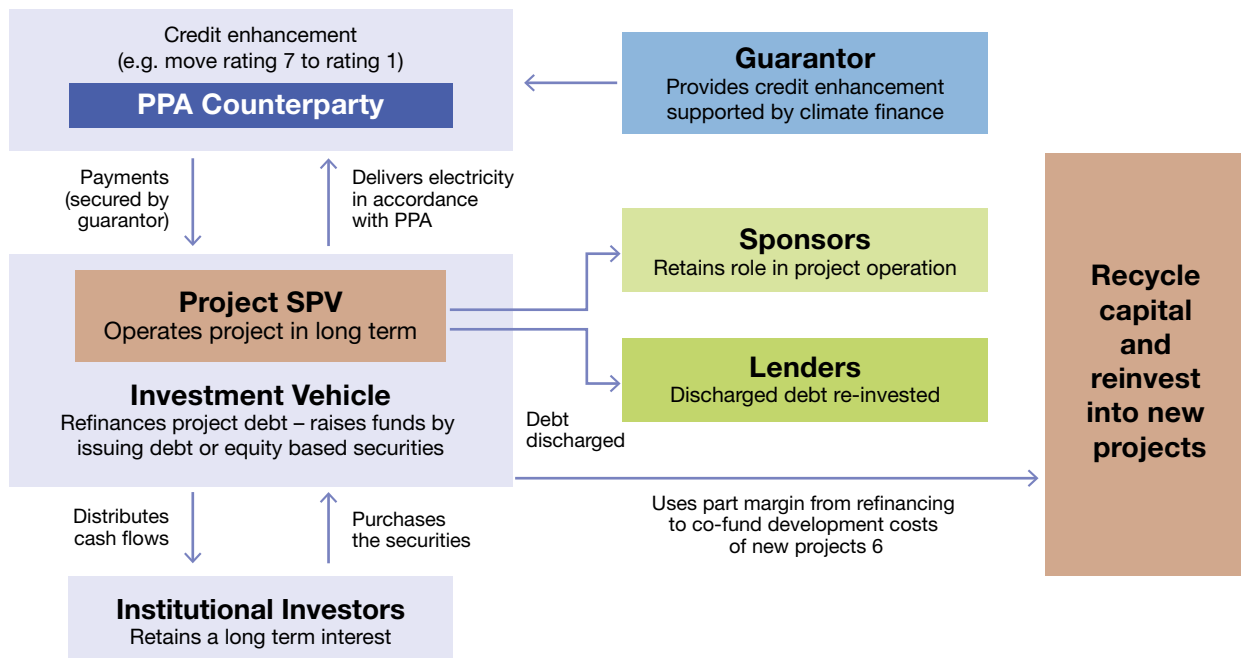 Credit enhancement
(e.g. move rating 7 to rating 1)
PPA Counterparty
Guarantor
Provides credit enhancement
supported by climate finance
Payments
(secured by
guarantor)
Delivers electricity
in accordance
with PPA
Sponsors
Retains role in project operation
Project SPV
Operates project in long term
Lenders
Discharged debt re-invested
Investment Vehicle
Refinances project debt – raises funds by
issuing debt or equity based securities
Debt
discharged
Recycle
capital
and
reinvest
into new
projects
Distributes
cash flows
Purchases
the securities
Uses part margin from refinancing
to co-fund development costs
of new projects 6
Institutional Investors
Retains a long term interest